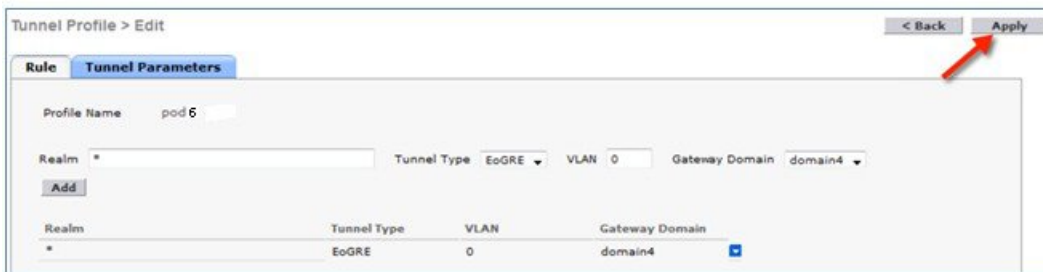 Tunnel Profile > Edit
< Back Apply
Rule Tunnel Parameters
Profile Name pod 6
Realm * Tunnel Type EoGRE VLAN 0 Gateway Domain domain4
Add
Realm Tunnel Type VLAN Gateway Domain
* EoGRE 0 domain4